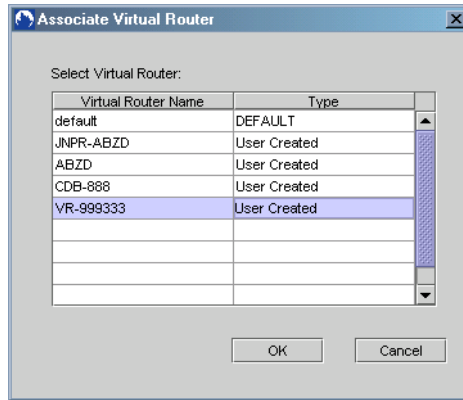 Associate Virtual Router
Select Virtual Router:
Virtual Router Name Type
default DEFAULT
JNPR-ABZD User Created
ABZD User Created
CDB-888 User Created
VR-999333 User Created
OK Cancel